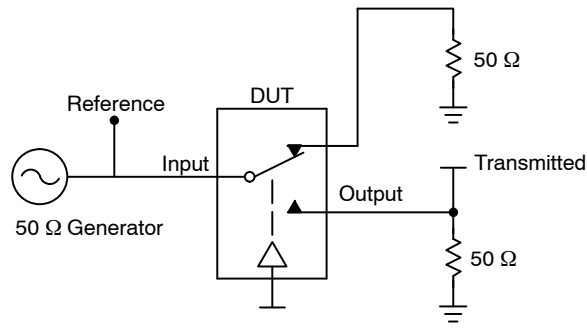 50 Ω
DUT
Reference
Input
Transmitted
Output
50 Ω Generator
50 Ω